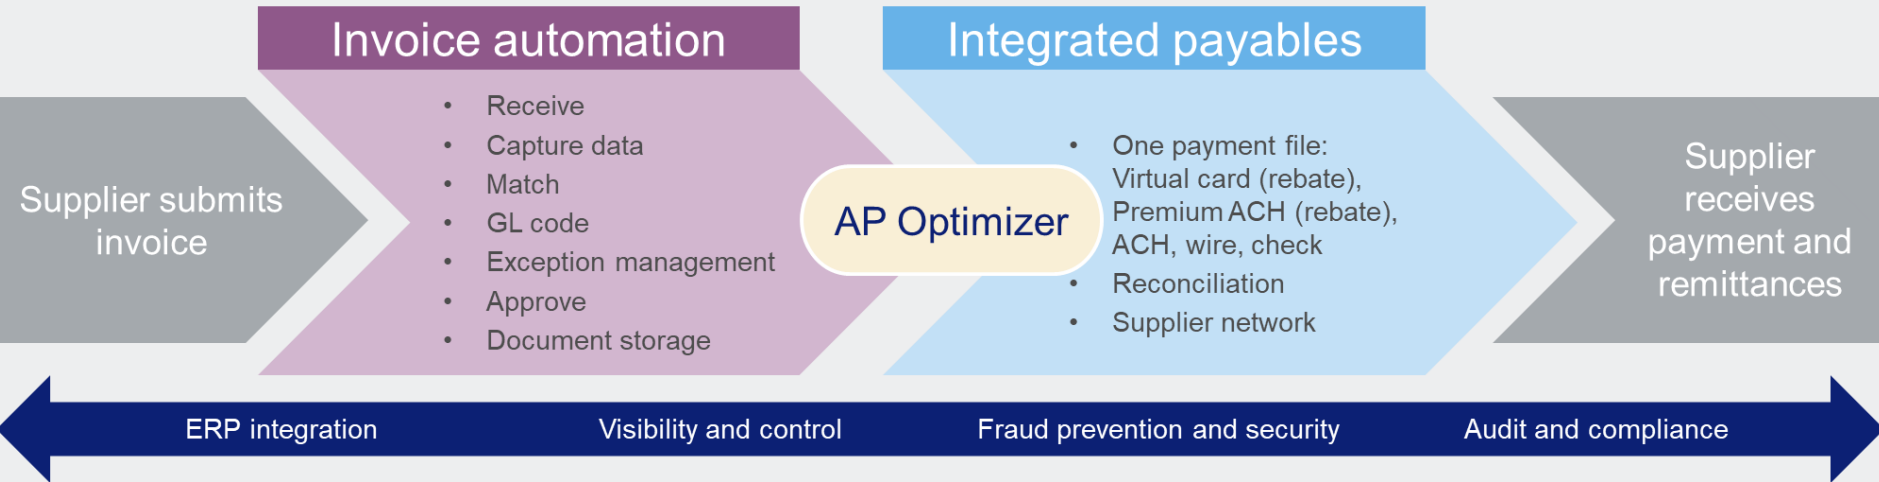 Supplier submits
invoice
Invoice automation
• Receive
• Capture data
• Match
• GL code
• Exception management
• Approve
• Document storage
AP Optimizer
Integrated payables
• One payment file:
Virtual card (rebate),
Premium ACH (rebate),
ACH, wire, check
• Reconciliation
• Supplier network
Supplier
receives
payment and
remittances
ERP integration
Visibility and control
Fraud prevention and security
Audit and compliance